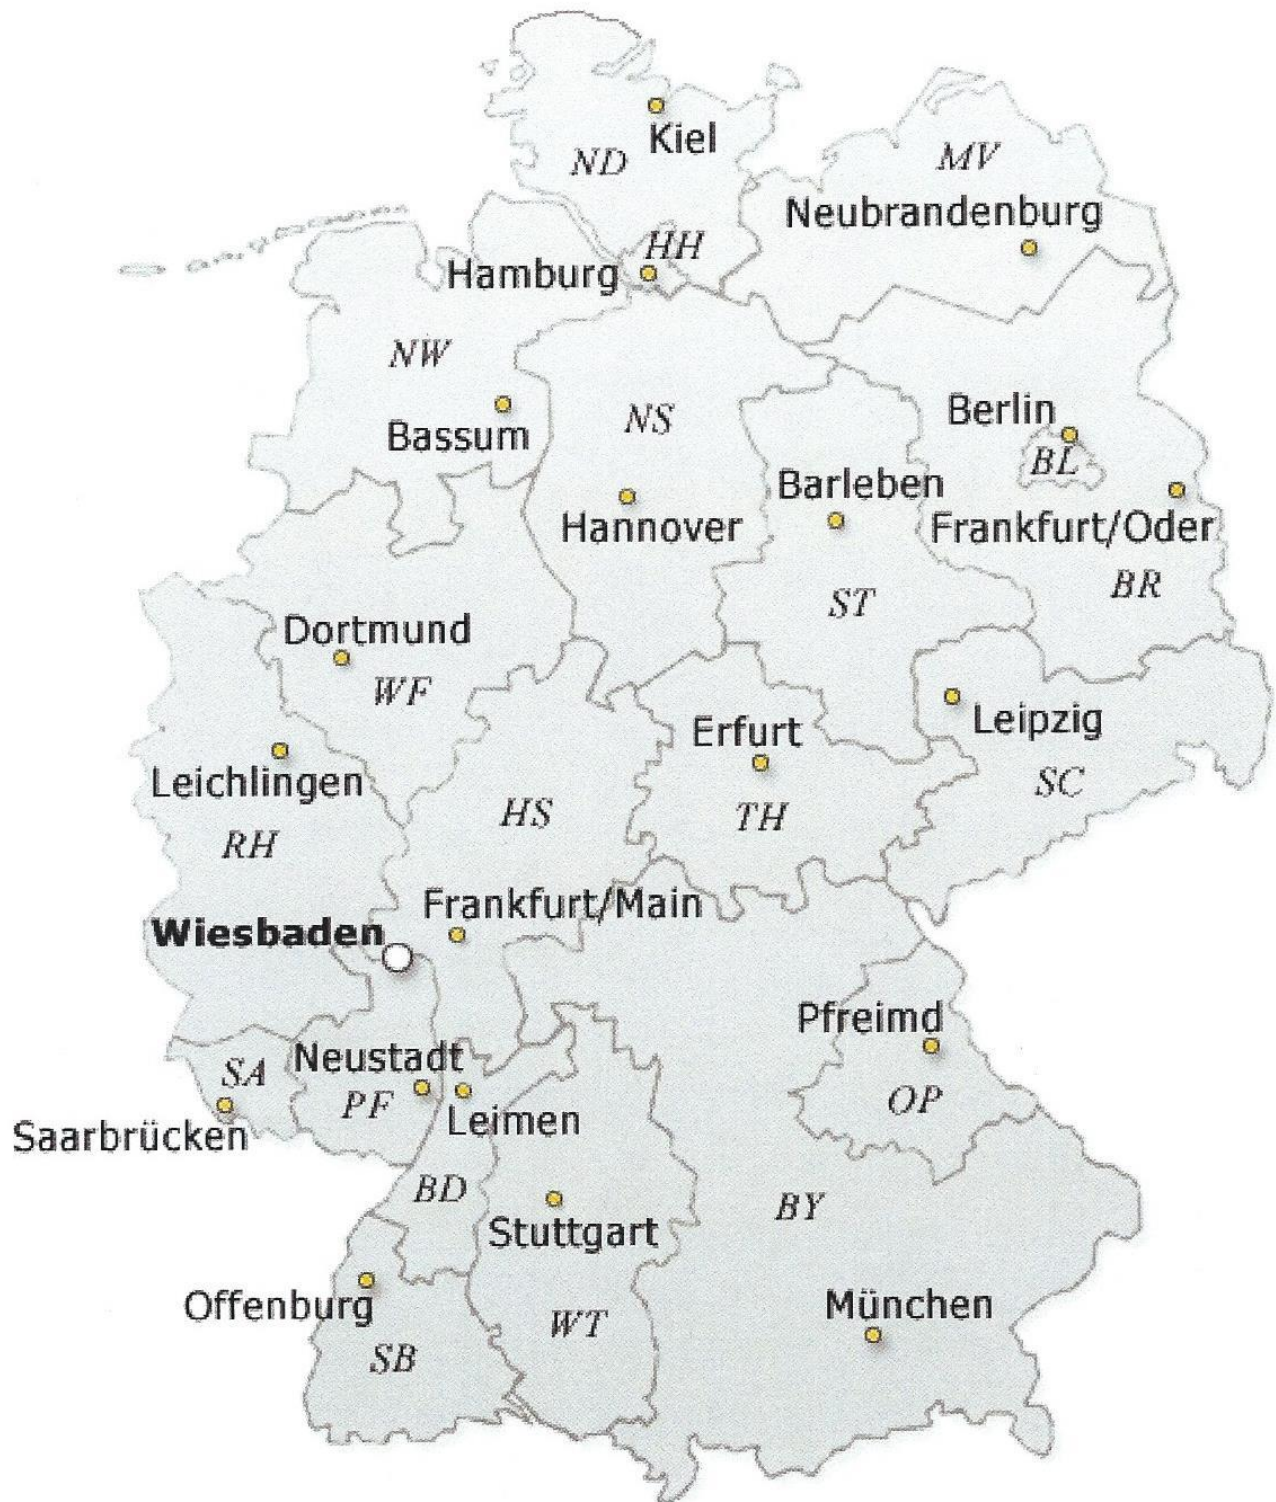 Kiel
ND
MV
Neubrandenburg
HH
Hamburg
NW
NS
Berlin
Bassum
BL
Barleben
Hannover
Frankfurt/Oder
BR
ST
Dortmund
WF
Leipzig
Erfurt
Leichlingen
SC
HS
TH
RH
Frankfurt/Main
Wiesbaden
Pfreimd
Neustadt
SA
PF
OP
Leimen
Saarbrücken
BD
BY
Stuttgart
Offenburg
München
WT
SB